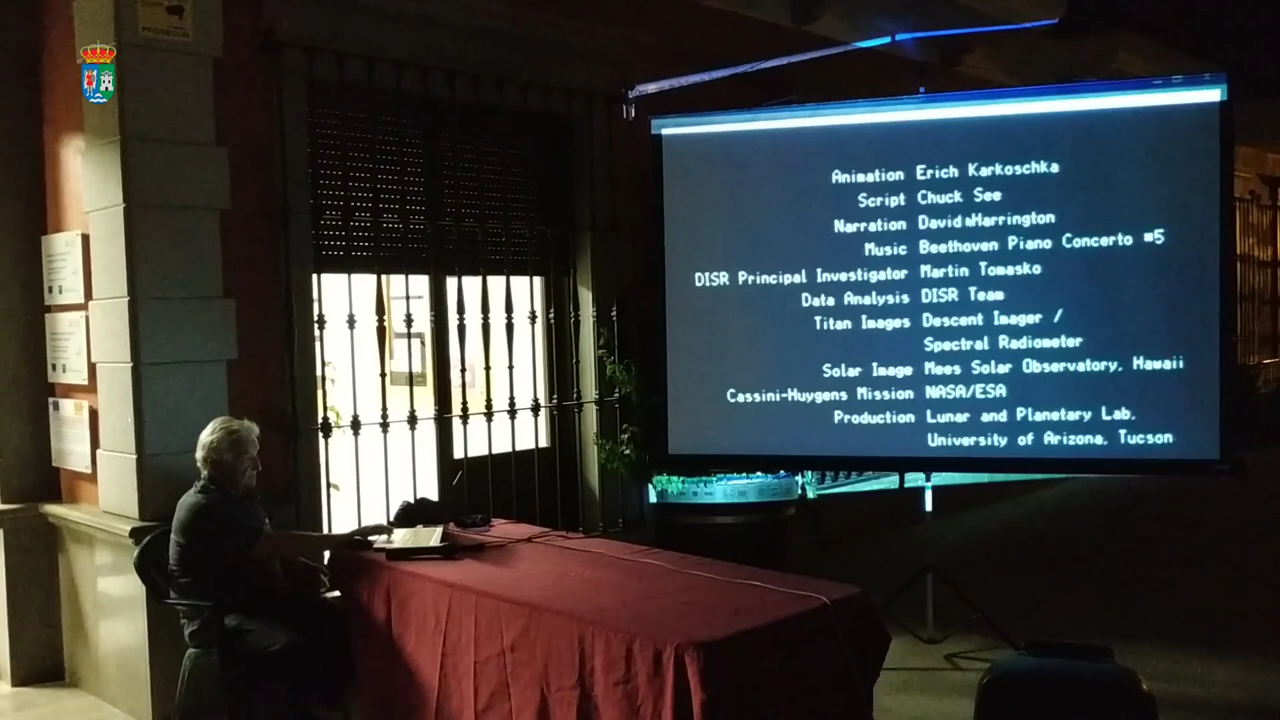 PROSEGUR
Animation Erich Karkoschka
Script Chuck See
Narration David Harrington
Music Beethoven Piano Concerto #5
DISR Principal Investigator Martin Tomasko
Data Analysis DISR Team
Titan Images Descent Imager /
Spectral Radiometer
Solar Image Mees Solar Observatory, Hawaii
Cassini-Huygens Mission NASA/ESA
Production Lunar and Planetary Lab,
University of Arizona, Tucson